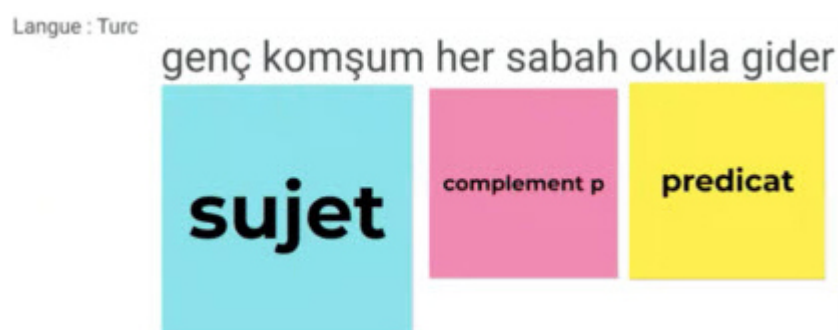 Langue : Turc
genç komşum her sabah okula gider
sujet
complement p
predicat